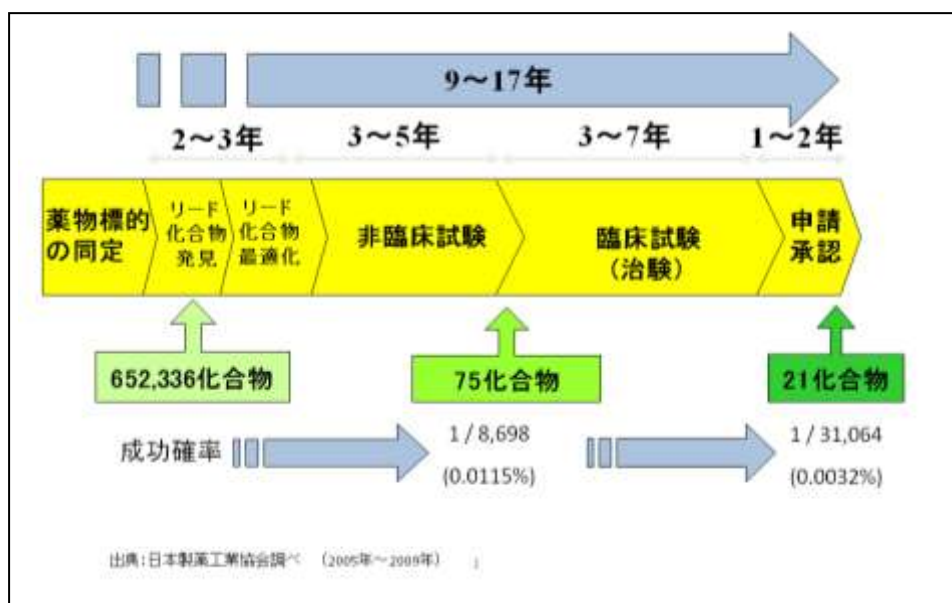 9～17年
2～3年
3～5年
3～7年
1～2年
薬物標的
の同定
リード
化合物
発見
リード
化合物
最適化
非臨床試験
臨床試験
（治験）
申請
承認
652,336化合物
75化合物
21化合物
成功確率
1 / 8,698
(0.0115%)
1 / 31,064
(0.0032%)
出典：日本製薬工業協会調べ （2005年～2009年）